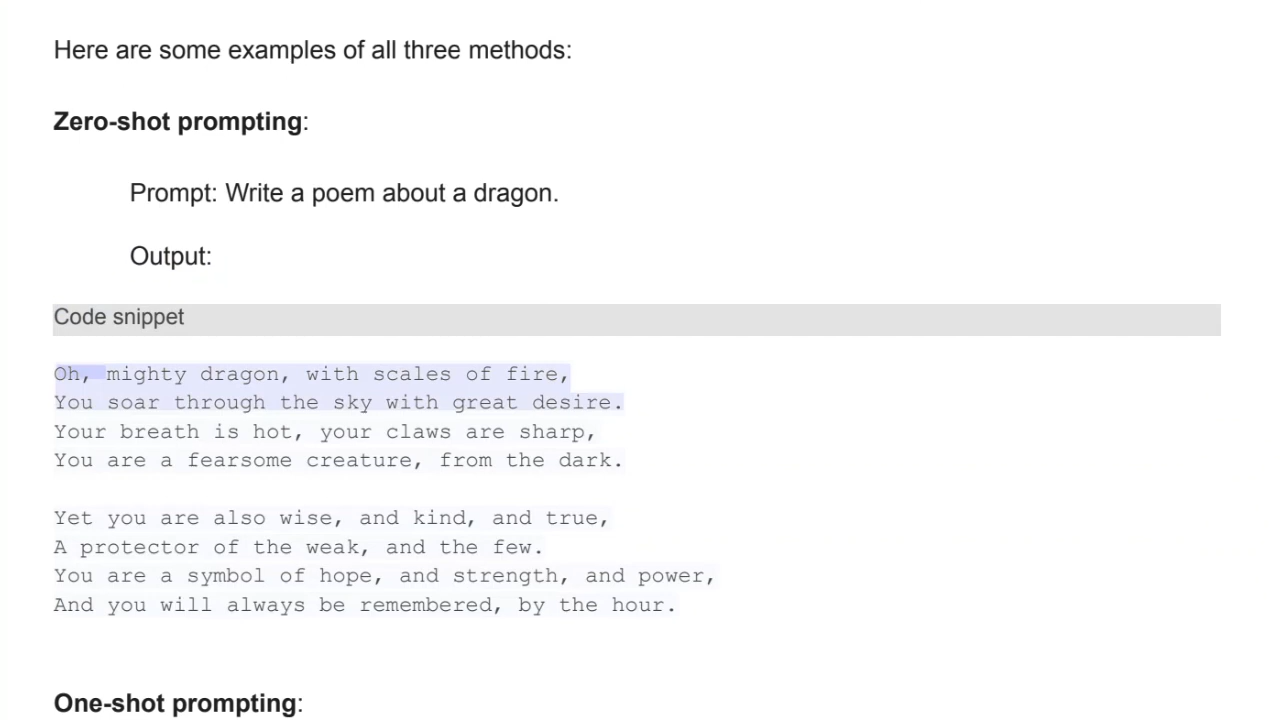 Here are some examples of all three methods:
Zero-shot prompting:
Prompt: Write a poem about a dragon.
Output:
Code snippet
Oh, mighty dragon, with scales of fire,
You soar through the sky with great desire.
Your breath is hot, your claws are sharp,
You are a fearsome creature, from the dark.
Yet you are also wise, and kind, and true,
A protector of the weak, and the few.
You are a symbol of hope, and strength, and power,
And you will always be remembered, by the hour.
One-shot prompting: